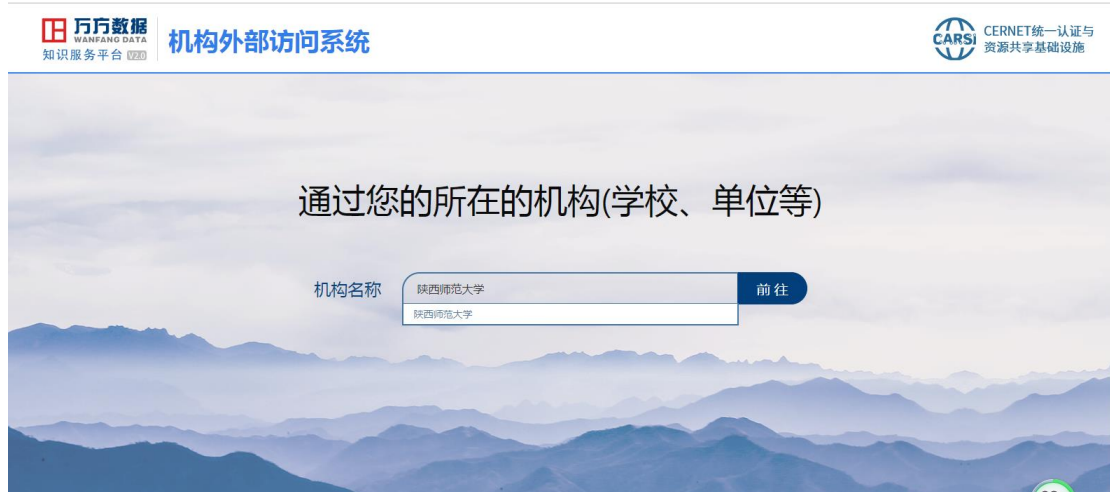 万方数据
WANFANG DATA
知识服务平台 V2.0
机构外部访问系统
CARSI
CERNET统一认证与
资源共享基础设施
通过您的所在的机构(学校、单位等)
机构名称 陕西师范大学 前往
陕西师范大学